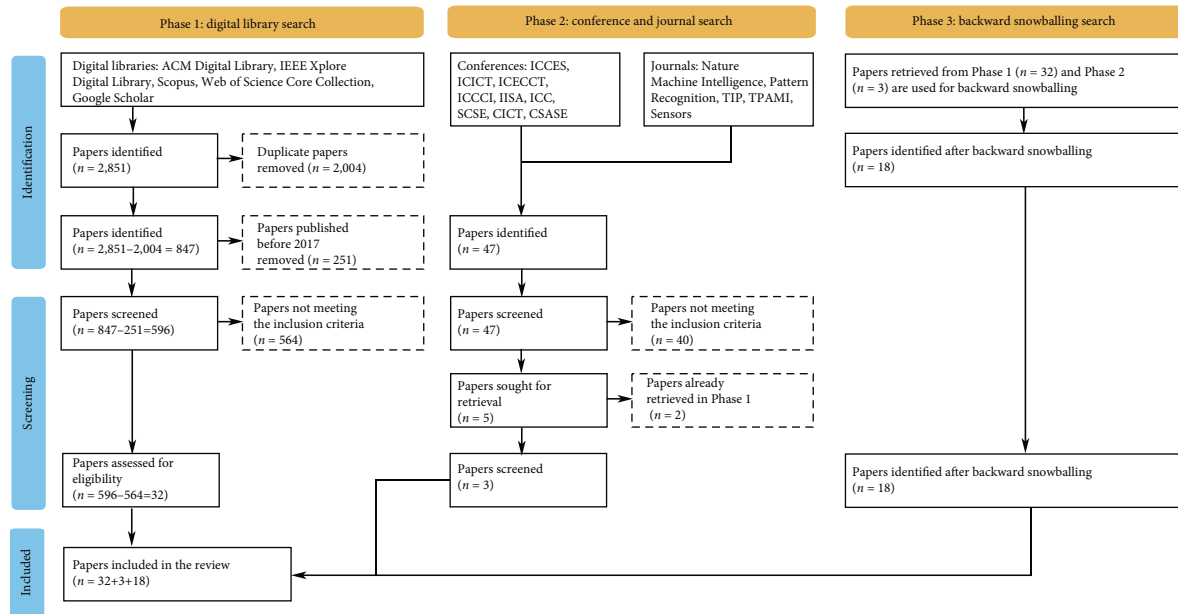 Phase 1: digital library search
Phase 2: conference and journal search
Phase 3: backward snowballing search
Identification
Digital libraries: ACM Digital Library, IEEE Xplore
Digital Library, Scopus, Web of Science Core Collection,
Google Scholar
Papers identified
(n = 2,851)
Duplicate papers
removed (n = 2,004)
Papers identified
(n = 2,851–2,004 = 847)
Papers published
before 2017
removed (n = 251)
Conferences: ICCES,
ICICT, ICECCT,
ICCCI, IISA, ICC,
SCSE, CICT, CSASE
Journals: Nature
Machine Intelligence, Pattern
Recognition, TIP, TPAMI,
Sensors
Papers identified
(n = 47)
Papers retrieved from Phase 1 (n = 32) and Phase 2
(n = 3) are used for backward snowballing
Papers identified after backward snowballing
(n = 18)
Screening
Papers screened
(n = 847–251=596)
Papers not meeting
the inclusion criteria
(n = 564)
Papers assessed for
eligibility
(n = 596–564=32)
Papers screened
(n = 47)
Papers not meeting
the inclusion criteria
(n = 40)
Papers sought for
retrieval
(n = 5)
Papers already
retrieved in Phase 1
(n = 2)
Papers screened
(n = 3)
Papers identified after backward snowballing
(n = 18)
Included
Papers included in the review
(n = 32+3+18)